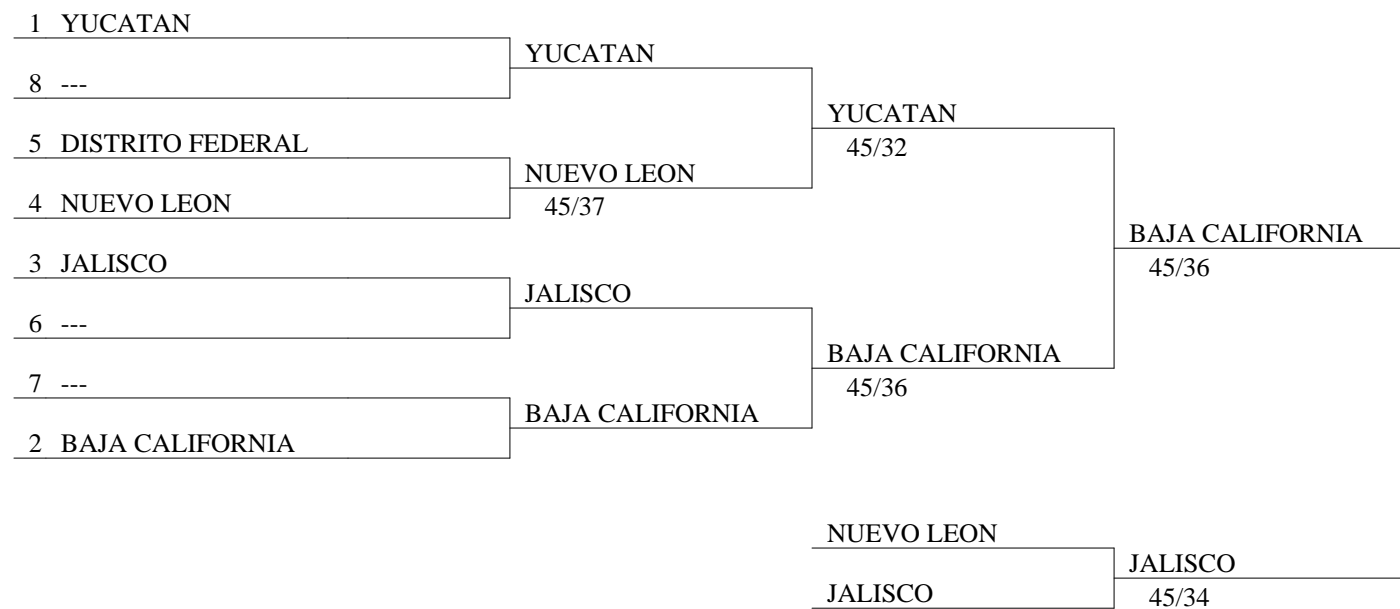 1 YUCATAN
8 ---
5 DISTRITO FEDERAL
4 NUEVO LEON
3 JALISCO
6 ---
7 ---
2 BAJA CALIFORNIA
YUCATAN
NUEVO LEON
45/37
JALISCO
BAJA CALIFORNIA
YUCATAN
45/32
BAJA CALIFORNIA
45/36
BAJA CALIFORNIA
45/36
NUEVO LEON
JALISCO
JALISCO
45/34